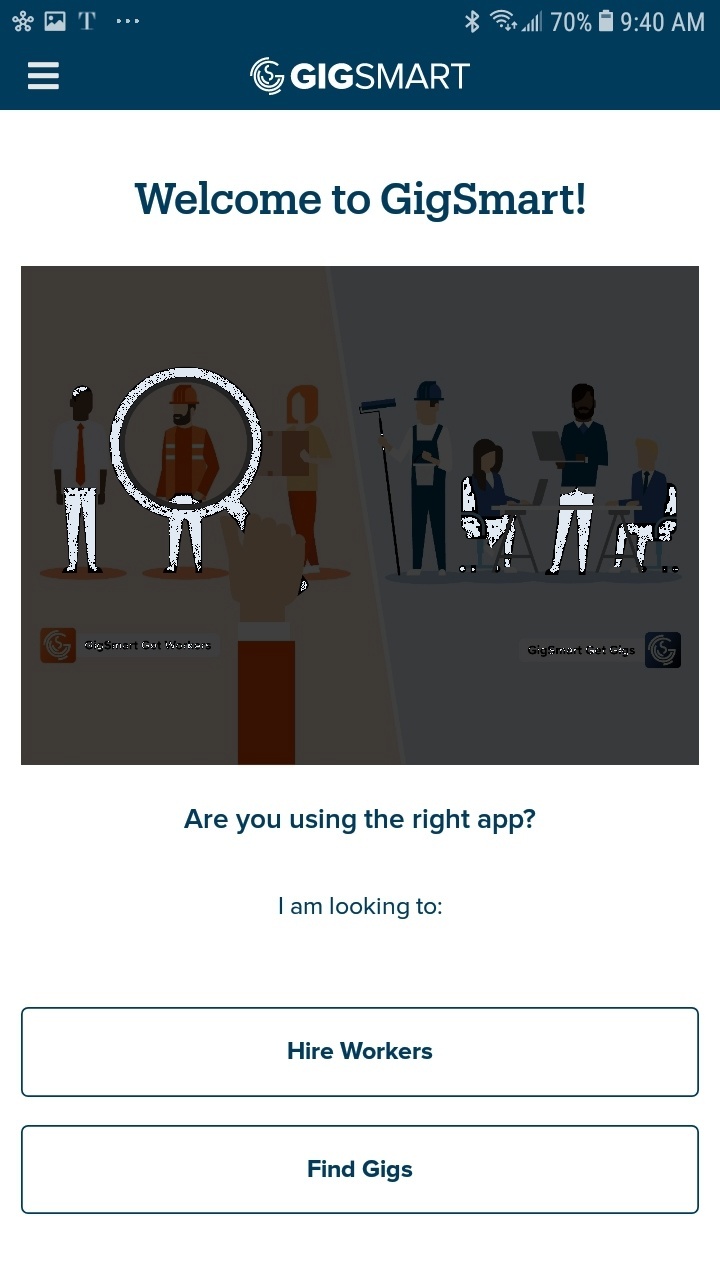 T
70%
9:40 AM
GIGSMART
Welcome to GigSmart!
GigSmart Get Workers
GigSmart Get Gigs
Are you using the right app?
I am looking to:
Hire Workers
Find Gigs